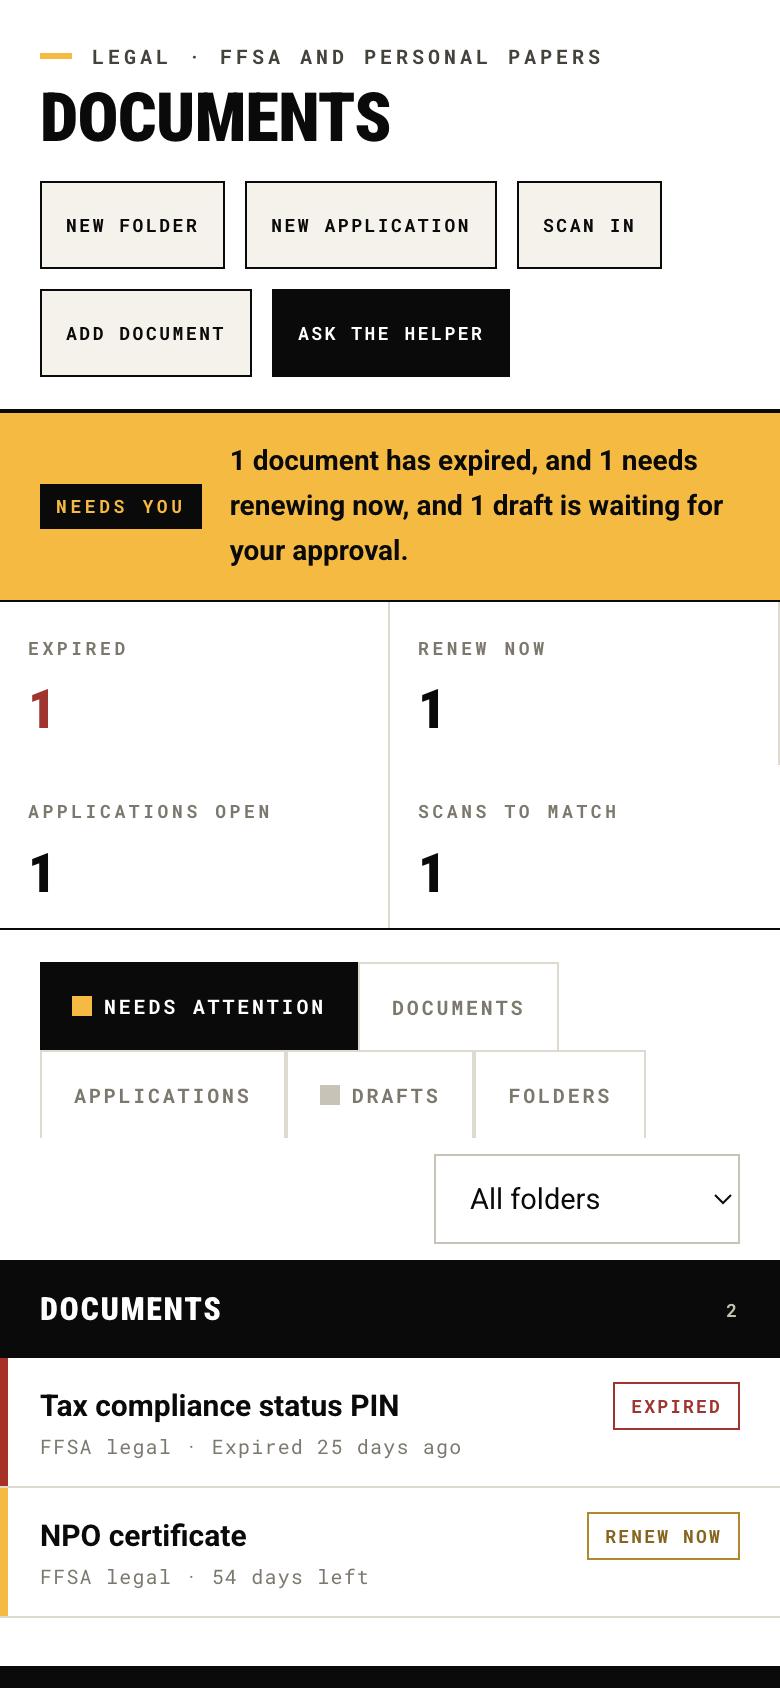 LEGAL · FFSA AND PERSONAL PAPERS
DOCUMENTS
NEW FOLDER
NEW APPLICATION
SCAN IN
ADD DOCUMENT
ASK THE HELPER
NEEDS YOU
1 document has expired, and 1 needs
renewing now, and 1 draft is waiting for
your approval.
EXPIRED
1
RENEW NOW
1
APPLICATIONS OPEN
1
SCANS TO MATCH
1
NEEDS ATTENTION
DOCUMENTS
APPLICATIONS
DRAFTS
FOLDERS
All folders
DOCUMENTS
2
Tax compliance status PIN
EXPIRED
FFSA legal · Expired 25 days ago
NPO certificate
RENEW NOW
FFSA legal · 54 days left